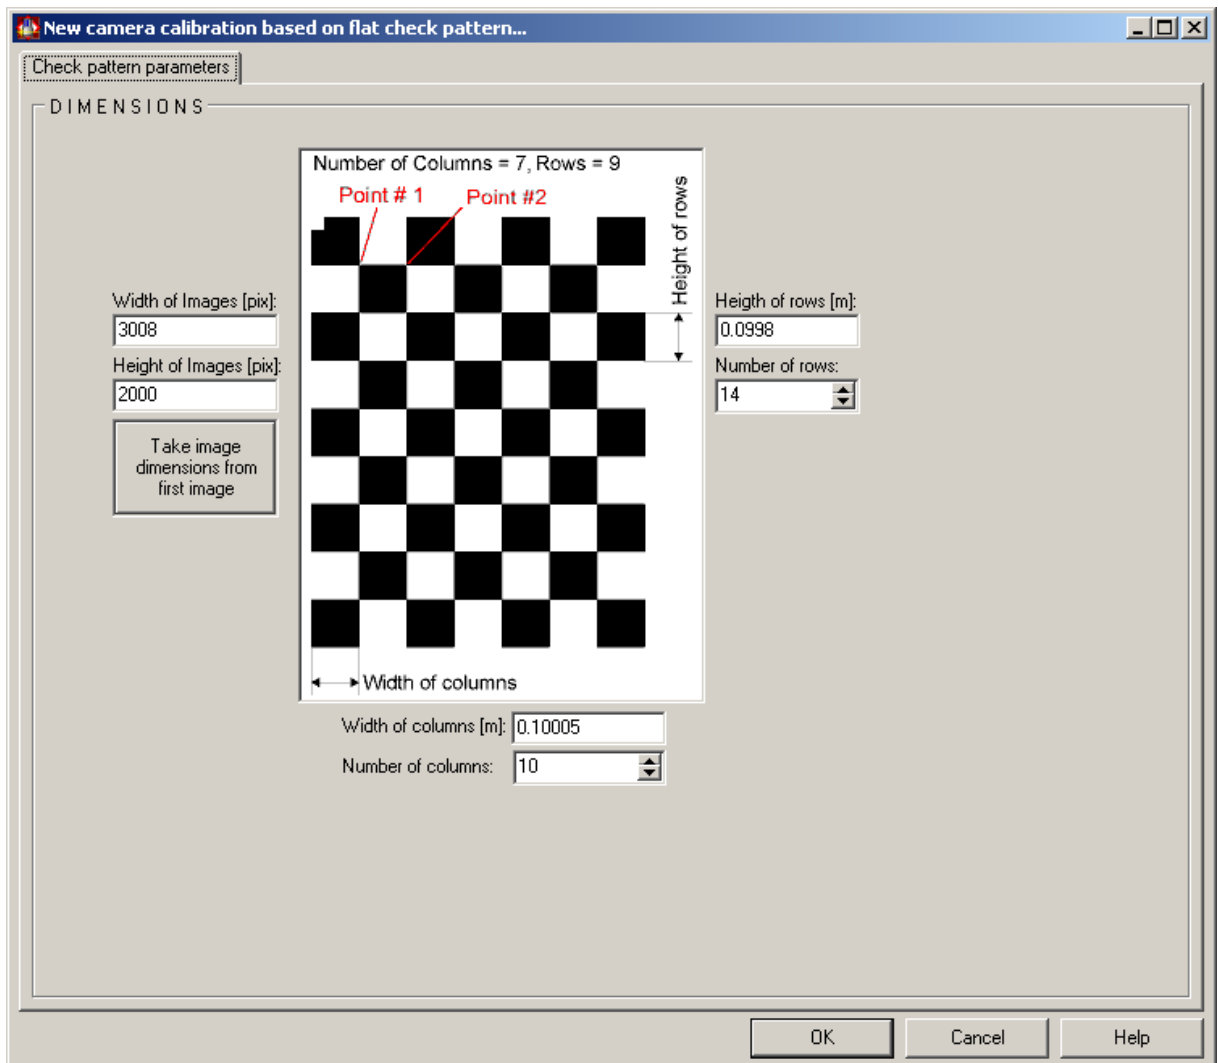 New camera calibration based on flat check pattern...
Check pattern parameters
DIMENSIONS
Number of Columns = 7, Rows = 9
Point # 1
Point #2
Height of rows
Width of Images [pix]:
3008
Height of Images [pix]:
2000
Take image
dimensions from
first image
Heigth of rows [m]:
0.0998
Number of rows:
14
Width of columns
Width of columns [m]:
0.10005
Number of columns:
10
OK
Cancel
Help